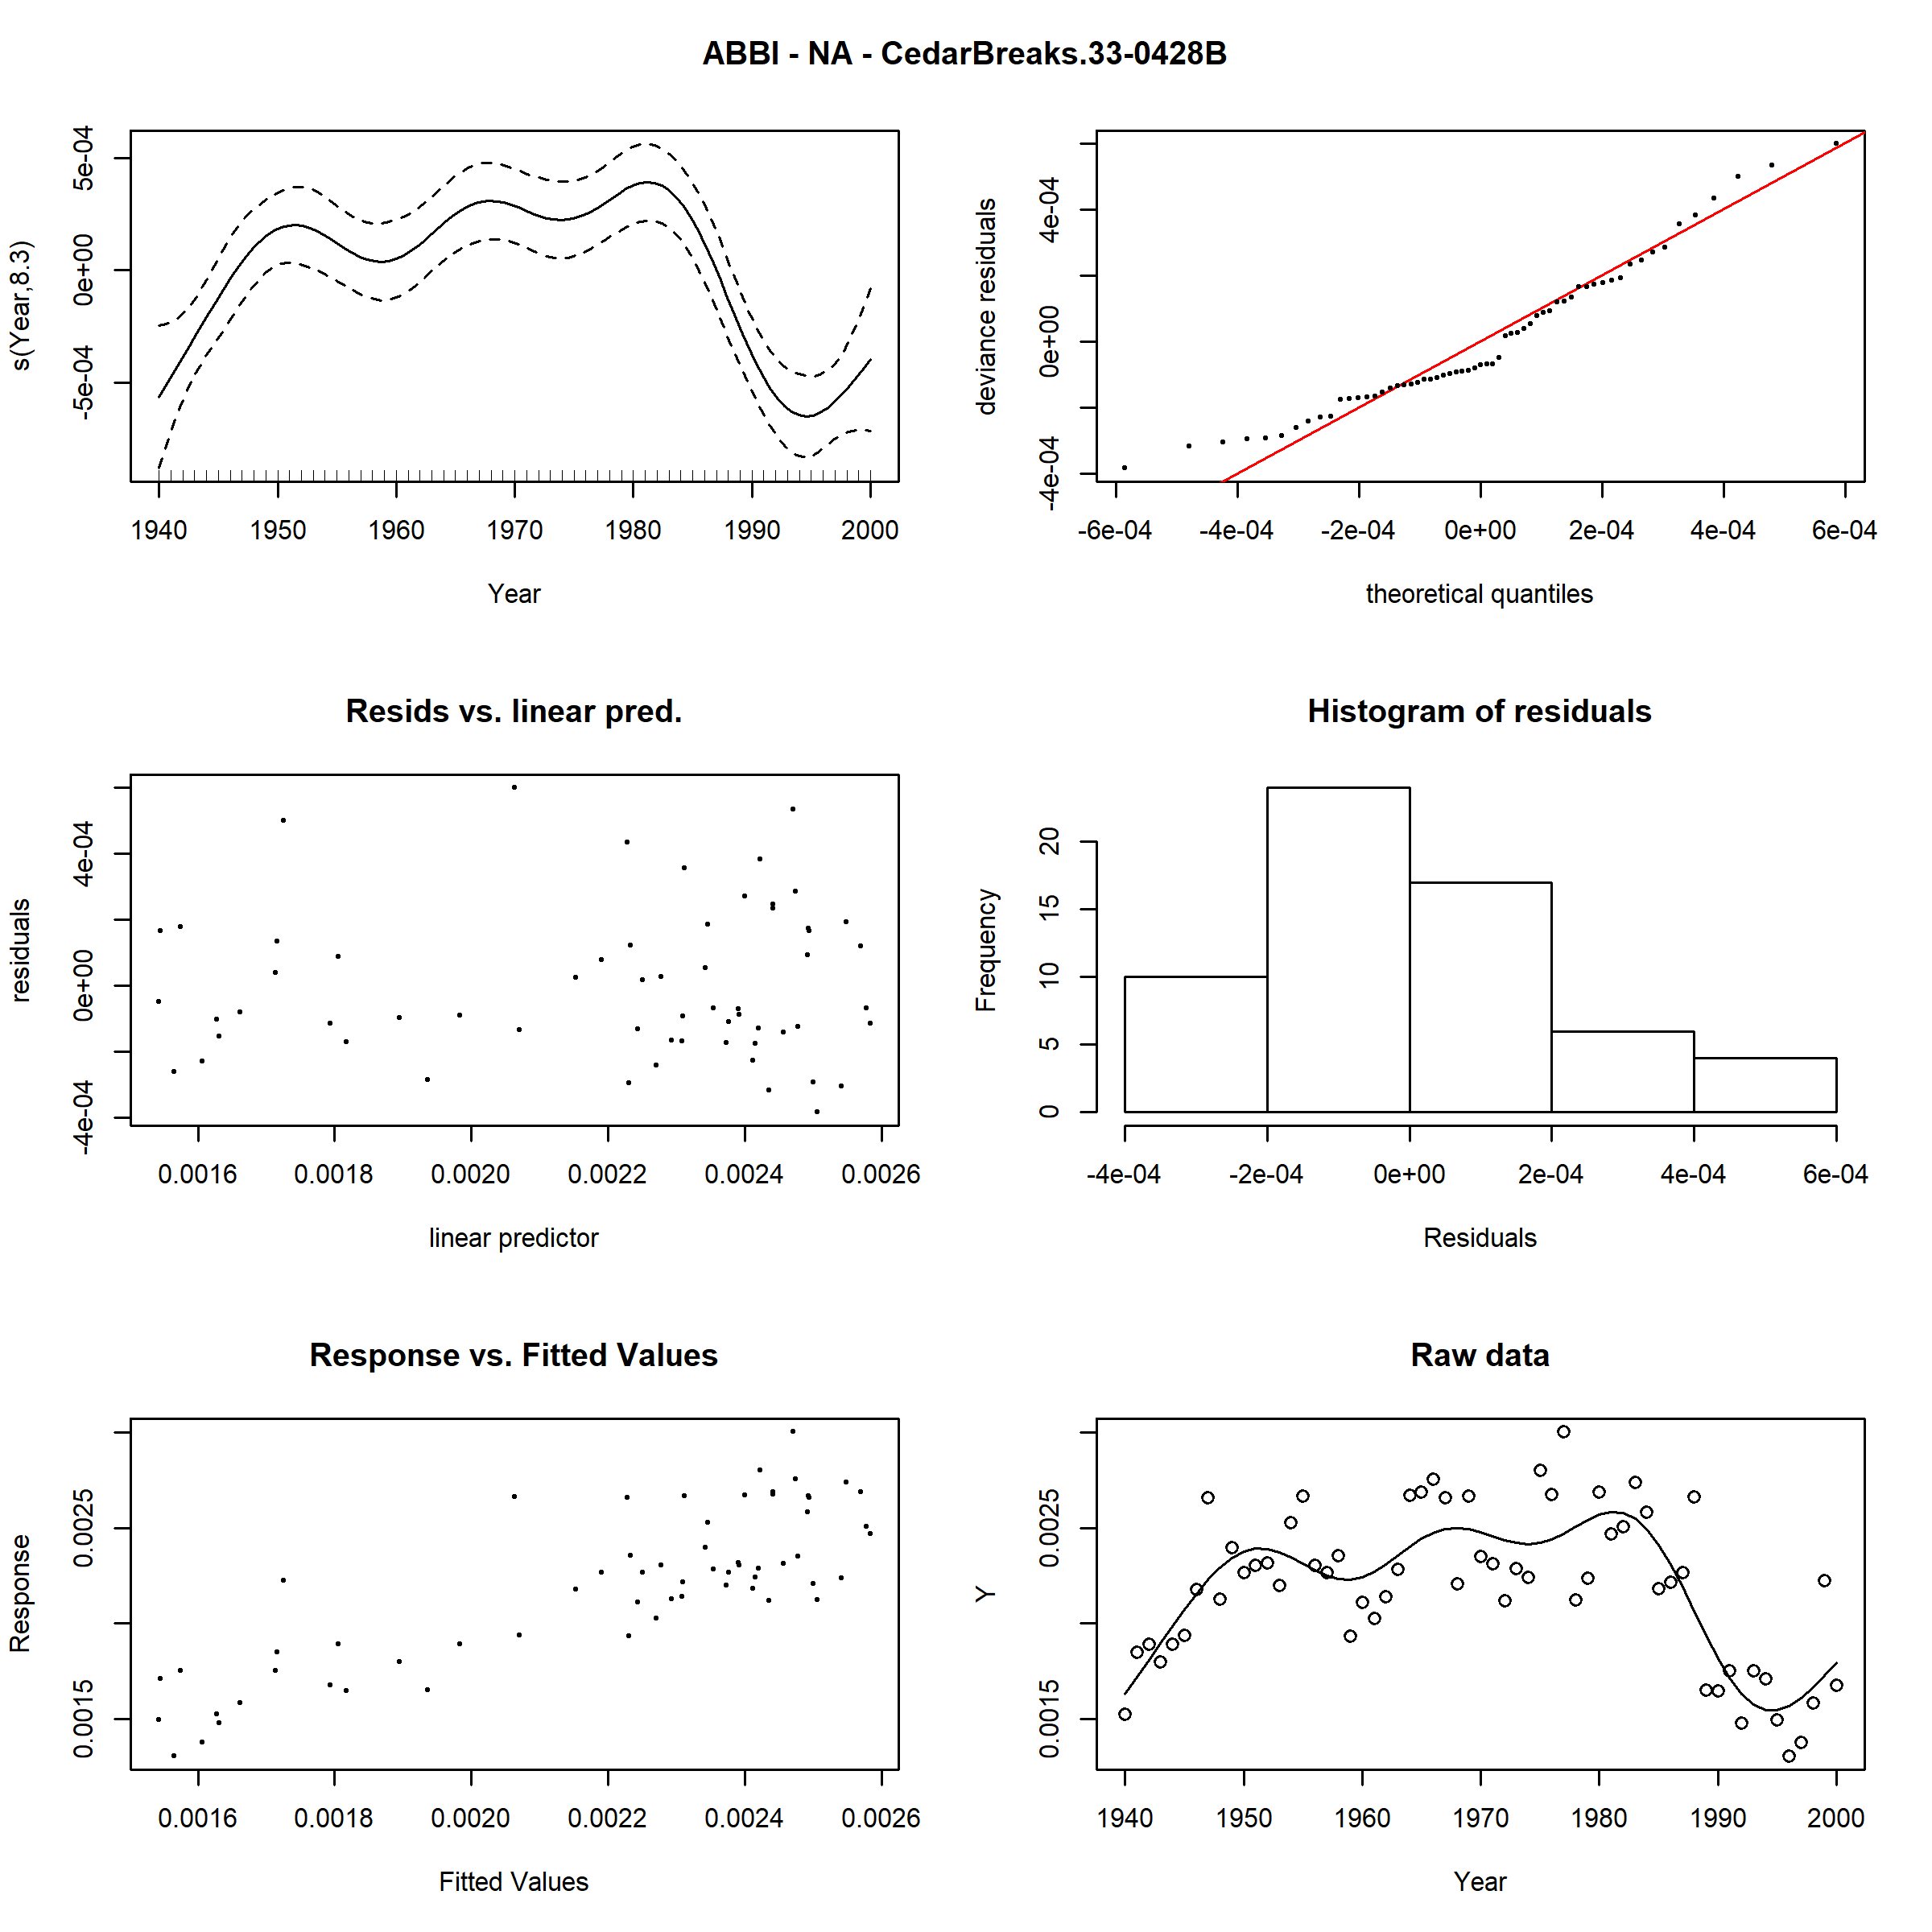 ABBI - NA - CedarBreaks.33-0428B
s(Year,8.3)
5e-04
0e+00
-5e-04
1940 1950 1960 1970 1980 1990 2000
Year
deviance residuals
4e-04
0e+00
-4e-04
-6e-04 -4e-04 -2e-04 0e+00 2e-04 4e-04 6e-04
theoretical quantiles
Resids vs. linear pred.
residuals
4e-04
0e+00
-4e-04
0.0016 0.0018 0.0020 0.0022 0.0024 0.0026
linear predictor
Histogram of residuals
Frequency
20
15
10
5
0
-4e-04 -2e-04 0e+00 2e-04 4e-04 6e-04
Residuals
Response vs. Fitted Values
Response
0.0025
0.0015
0.0016 0.0018 0.0020 0.0022 0.0024 0.0026
Fitted Values
Raw data
Y
0.0025
0.0015
1940 1950 1960 1970 1980 1990 2000
Year